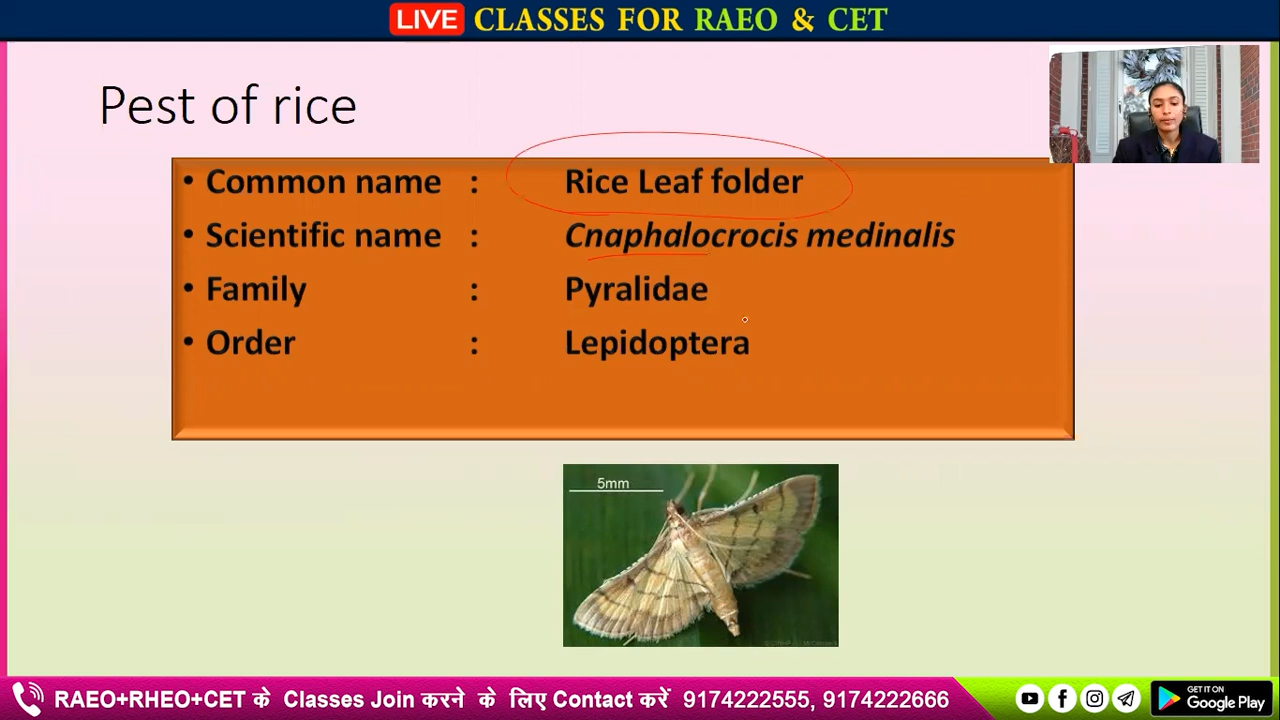 LIVE CLASSES FOR RAEO & CET
Pest of rice
• Common name : Rice Leaf folder
• Scientific name : Cnaphalocrocis medinalis
• Family : Pyralidae
• Order : Lepidoptera
5mm
RAEO+RHEO+CET के Classes Join करने के लिए Contact करें 9174222555, 9174222666
GET IT ON
Google Play